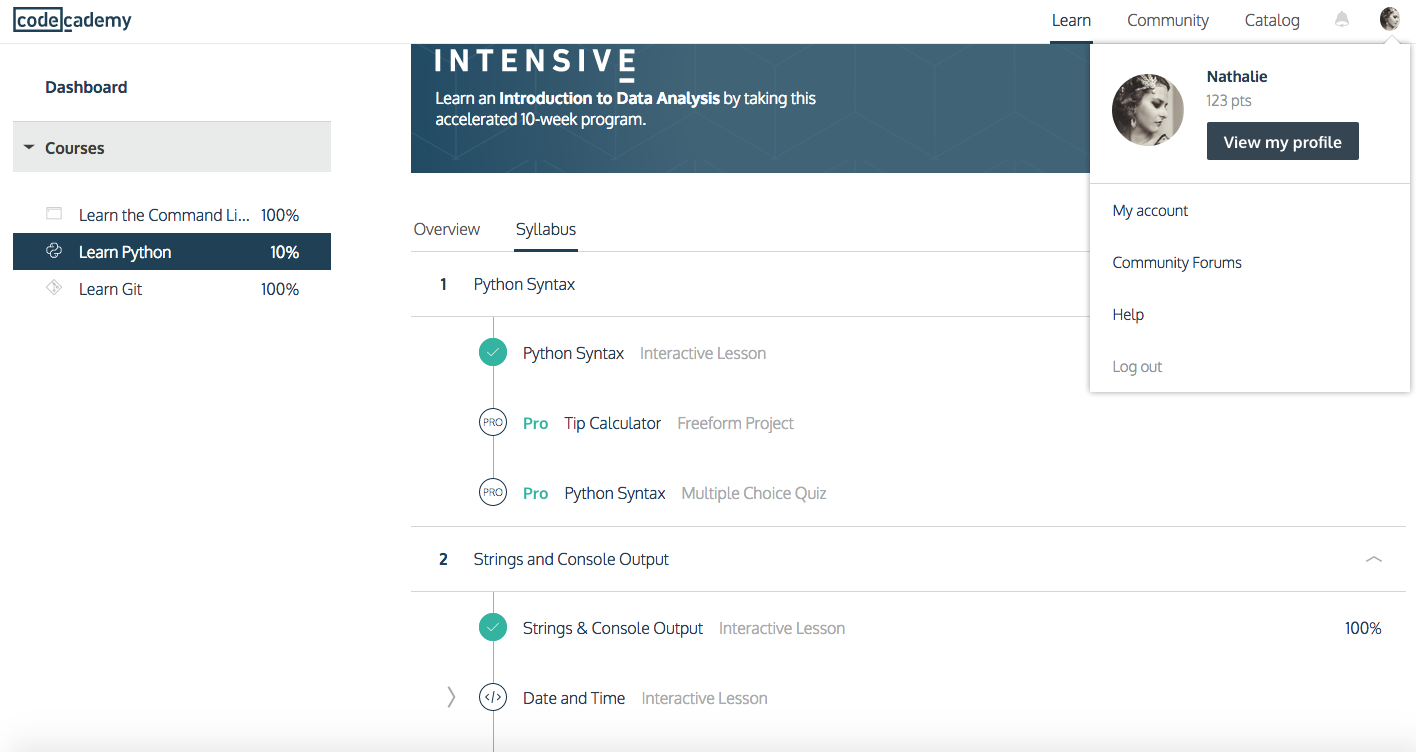 codecademy
Learn Community Catalog
Dashboard
Courses
Learn the Command Li... 100%
Learn Python 10%
Learn Git 100%
INTENSIVE
Learn an Introduction to Data Analysis by taking this
accelerated 10-week program.
Nathalie
123 pts
View my profile
My account
Community Forums
Help
Log out
Overview Syllabus
1 Python Syntax
Python Syntax Interactive Lesson
PRO Pro Tip Calculator Freeform Project
PRO Pro Python Syntax Multiple Choice Quiz
2 Strings and Console Output
Strings & Console Output Interactive Lesson 100%
</> Date and Time Interactive Lesson